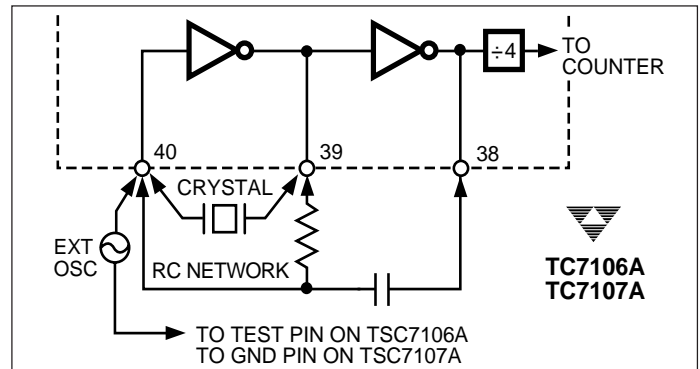 ÷4
TO
COUNTER
40
39
38
CRYSTAL
EXT
OSC
RC NETWORK
TC7106A
TC7107A
TO TEST PIN ON TSC7106A
TO GND PIN ON TSC7107A